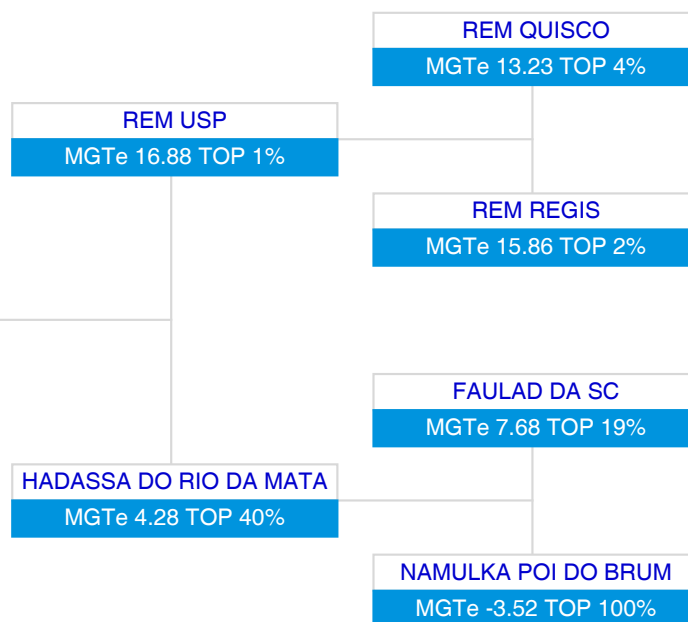 REM QUISCO
MGTe 13.23 TOP 4%
REM USP
MGTe 16.88 TOP 1%
REM REGIS
MGTe 15.86 TOP 2%
FAULAD DA SC
MGTe 7.68 TOP 19%
HADASSA DO RIO DA MATA
MGTe 4.28 TOP 40%
NAMULKA POI DO BRUM
MGTe -3.52 TOP 100%